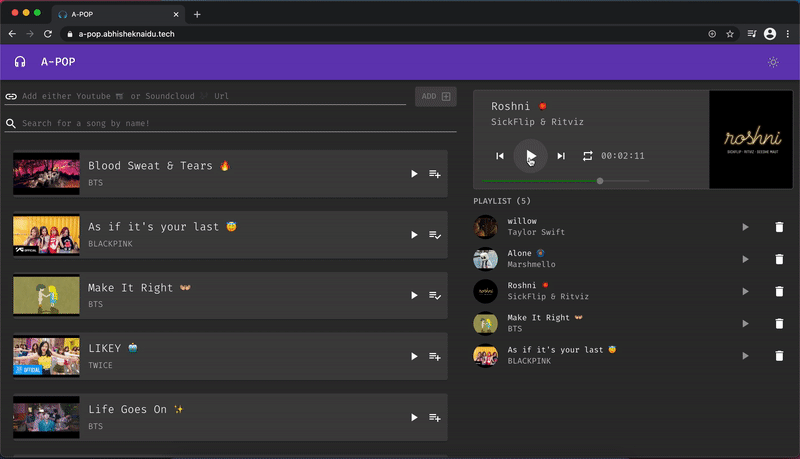 A-POP
a-pop.abhisheknaidu.tech
A-POP
Add either Youtube or Soundcloud Url
ADD
Search for a song by name!
Blood Sweat & Tears 🔥
BTS
As if it's your last 😇
BLACKPINK
Make It Right 👐
BTS
LIKEY
TWICE
Life Goes On ✨
BTS
Roshni
SickFlip & Ritviz
00:02:11
roshni
PLAYLIST (5)
willow
Taylor Swift
Alone
Marshmello
Roshni
SickFlip & Ritviz
Make It Right 👐
BTS
As if it's your last 😇
BLACKPINK